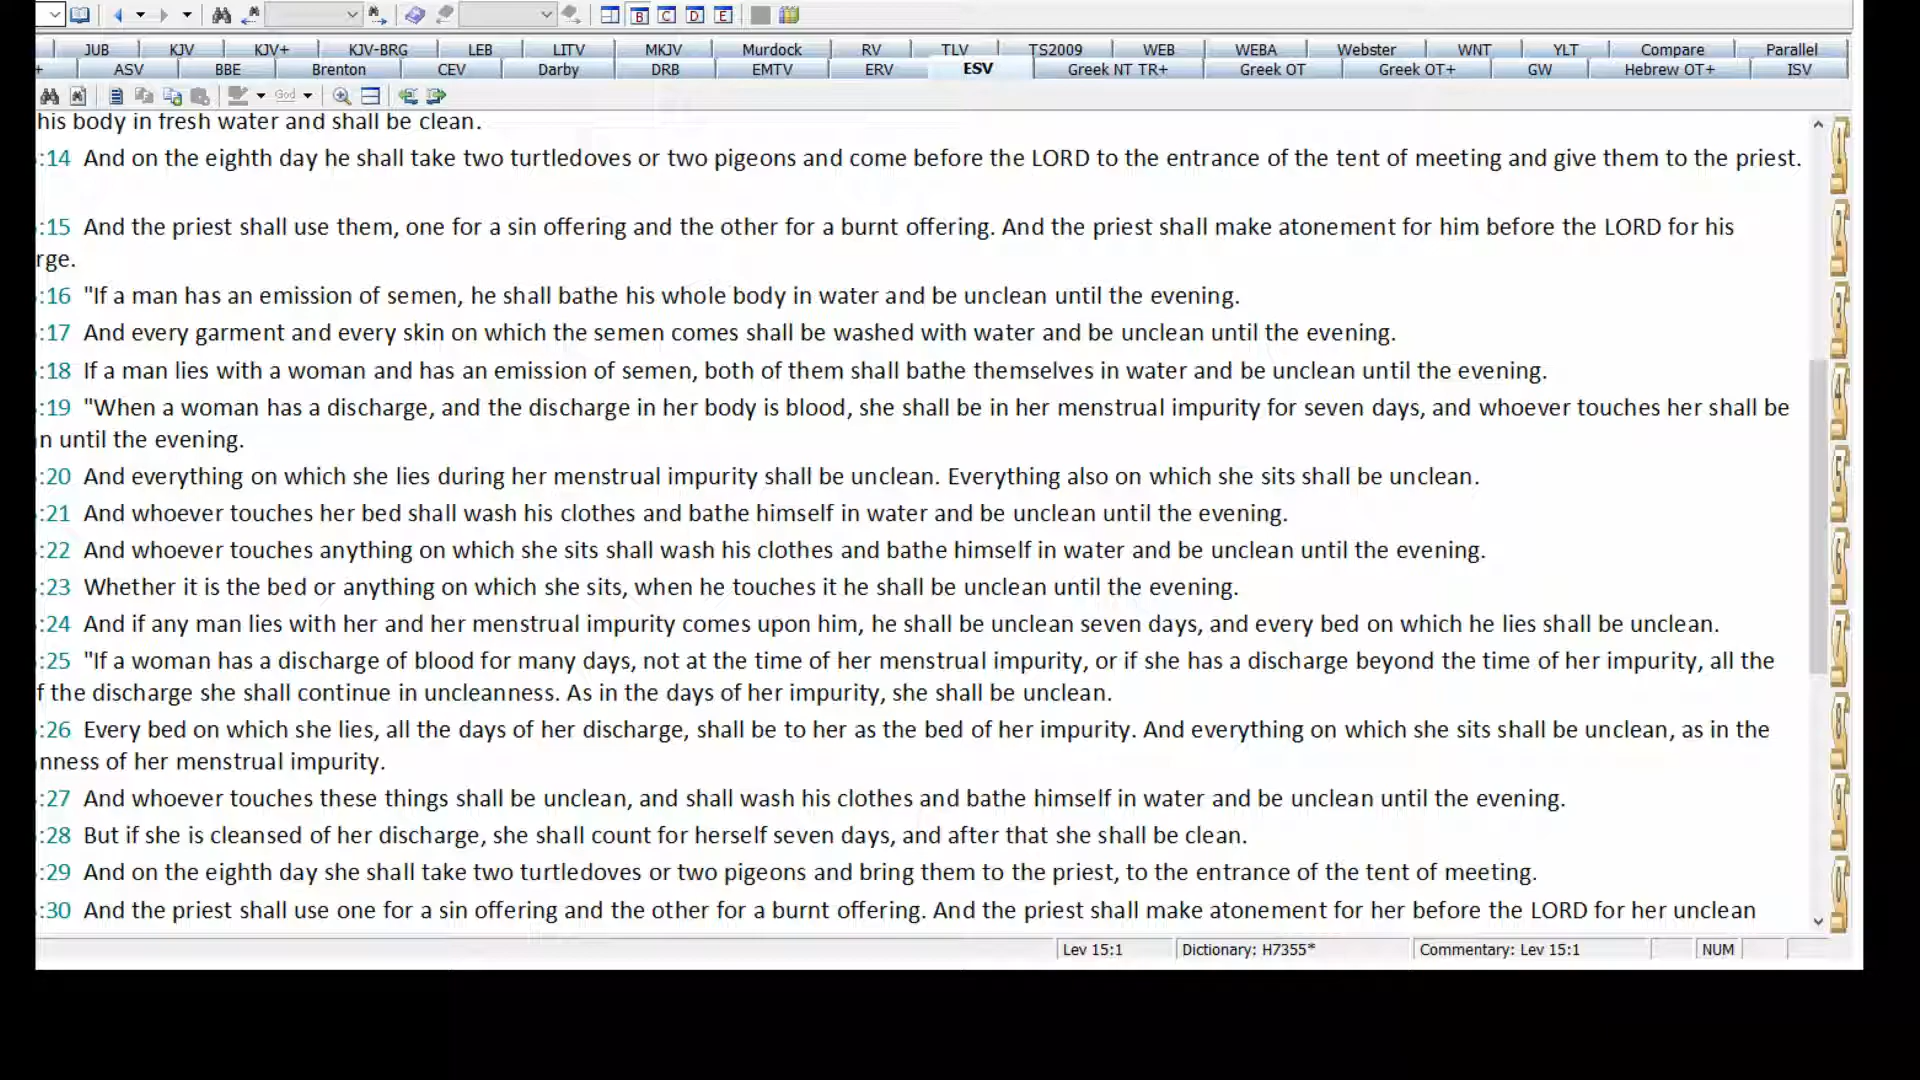 JUB KJV KJV+ KJV-BRG LEB LITV MKJV Murdock RV TLV TS2009 WEB WEBA Webster WNT YLT Compare Parallel
+ ASV BBE Brenton CEV Darby DRB EMTV ERV ESV Greek NT TR+ Greek OT Greek OT+ GW Hebrew OT+ ISV
God
his body in fresh water and shall be clean.
:14 And on the eighth day he shall take two turtledoves or two pigeons and come before the LORD to the entrance of the tent of meeting and give them to the priest.
:15 And the priest shall use them, one for a sin offering and the other for a burnt offering. And the priest shall make atonement for him before the LORD for his
rge.
:16 "If a man has an emission of semen, he shall bathe his whole body in water and be unclean until the evening.
:17 And every garment and every skin on which the semen comes shall be washed with water and be unclean until the evening.
:18 If a man lies with a woman and has an emission of semen, both of them shall bathe themselves in water and be unclean until the evening.
:19 "When a woman has a discharge, and the discharge in her body is blood, she shall be in her menstrual impurity for seven days, and whoever touches her shall be
n until the evening.
:20 And everything on which she lies during her menstrual impurity shall be unclean. Everything also on which she sits shall be unclean.
:21 And whoever touches her bed shall wash his clothes and bathe himself in water and be unclean until the evening.
:22 And whoever touches anything on which she sits shall wash his clothes and bathe himself in water and be unclean until the evening.
:23 Whether it is the bed or anything on which she sits, when he touches it he shall be unclean until the evening.
:24 And if any man lies with her and her menstrual impurity comes upon him, he shall be unclean seven days, and every bed on which he lies shall be unclean.
:25 "If a woman has a discharge of blood for many days, not at the time of her menstrual impurity, or if she has a discharge beyond the time of her impurity, all the
f the discharge she shall continue in uncleanness. As in the days of her impurity, she shall be unclean.
:26 Every bed on which she lies, all the days of her discharge, shall be to her as the bed of her impurity. And everything on which she sits shall be unclean, as in the
nness of her menstrual impurity.
:27 And whoever touches these things shall be unclean, and shall wash his clothes and bathe himself in water and be unclean until the evening.
:28 But if she is cleansed of her discharge, she shall count for herself seven days, and after that she shall be clean.
:29 And on the eighth day she shall take two turtledoves or two pigeons and bring them to the priest, to the entrance of the tent of meeting.
:30 And the priest shall use one for a sin offering and the other for a burnt offering. And the priest shall make atonement for her before the LORD for her unclean
Lev 15:1 Dictionary: H7355* Commentary: Lev 15:1 NUM
B C D E
1
2
3
4
5
6
7
8
9
0